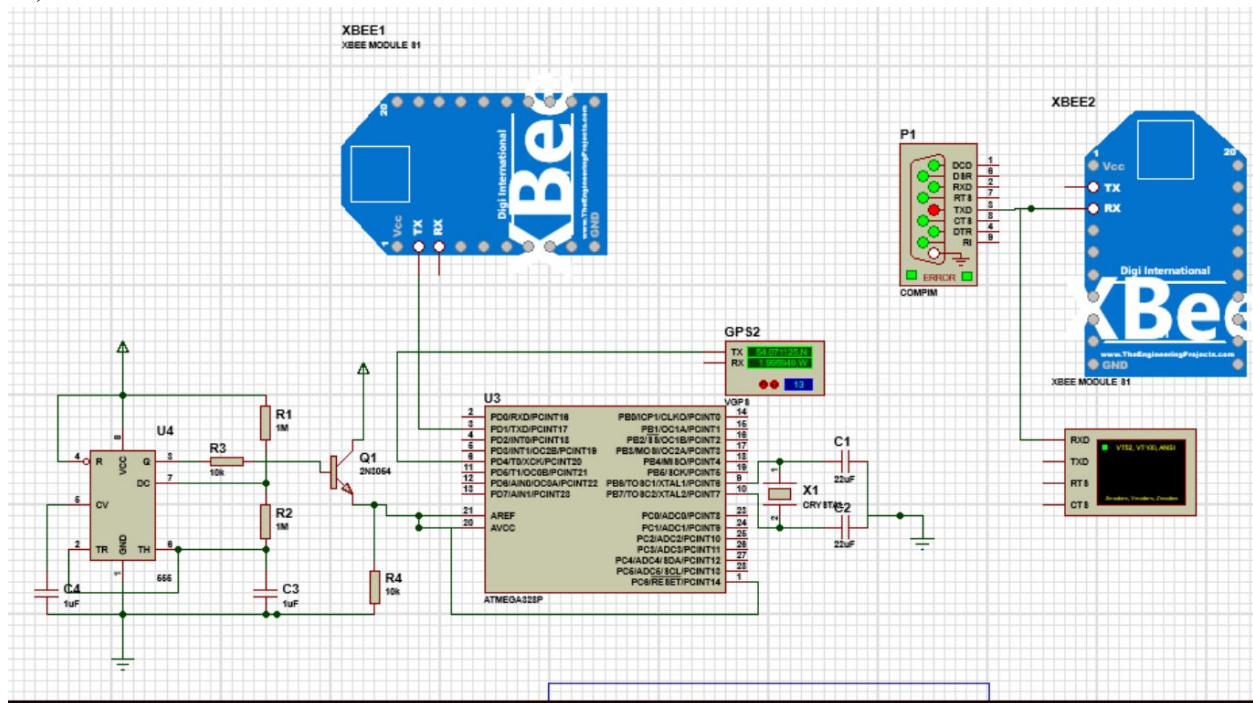 XBEE1
XBEE MODULE 81
20
Digi International
XBee
www.TheEngineeringProjects.com
1
Vcc
TX
RX
GND
XBEE2
P1
1
20
Vcc
TX
RX
DCD 1
DSR 6
RXD 2
RTS 7
TXD 3
CTS 8
DTR 4
RI 9
ERROR
COMPIM
Digi International
XBee
www.TheEngineeringProjects.com
GND
XBEE MODULE 81
GPS2
TX 54.071125,N
RX
13
VGPS
U3
2 PD0/RXD/PCINT16
3 PD1/TXD/PCINT17
4 PD2/INT0/PCINT18
5 PD3/INT1/OC2B/PCINT19
6 PD4/T0/XCK/PCINT20
11 PD5/T1/OC0B/PCINT21
12 PD6/AIN0/OC0A/PCINT22
13 PD7/AIN1/PCINT23
21 AREF
20 AVCC
PB0/ICP1/CLKO/PCINT0 14
PB1/OC1A/PCINT1 15
PB2/SS/OC1B/PCINT2 16
PB3/MOSI/OC2A/PCINT3 17
PB4/MISO/PCINT4 18
PB5/SCK/PCINT5 19
PB6/TOSC1/XTAL1/PCINT6 9
PB7/TOSC2/XTAL2/PCINT7 10
PC0/ADC0/PCINT8 23
PC1/ADC1/PCINT9 24
PC2/ADC2/PCINT10 25
PC3/ADC3/PCINT11 26
PC4/ADC4/SDA/PCINT12 27
PC5/ADC5/SCL/PCINT13 28
PC6/RESET/PCINT14 1
ATMEGA328P
C1
22uF
1
X1
CRYSTAL
2
C2
22uF
RXD
TXD
RTS
CTS
VT52, VT100, ANSI
Xmodem, Ymodem, Zmodem
U4
R1
1M
R3
10k
Q1
2N3054
4 R
8
VCC
Q 3
DC 7
5 CV
R2
1M
2 TR
GND
1
TH 6
555
C4
1uF
C3
1uF
R4
10k